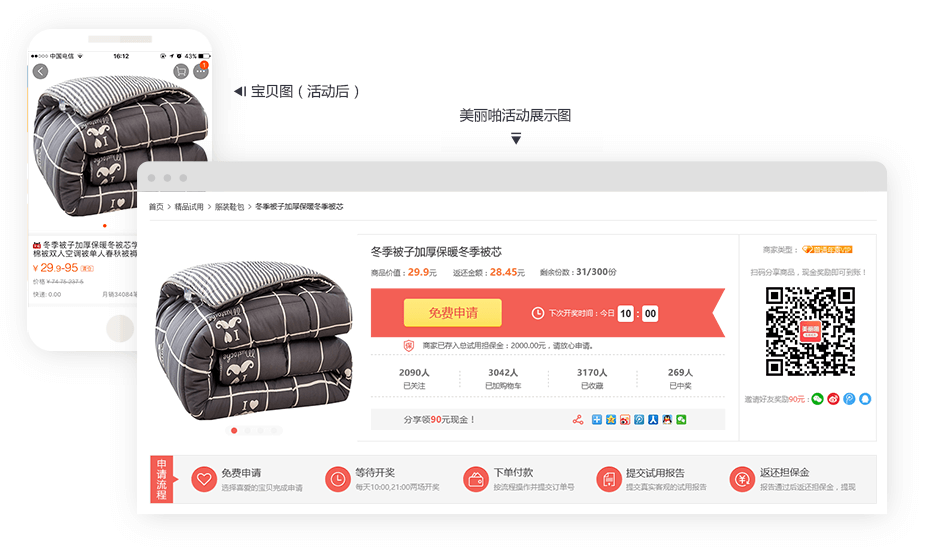 中国电信 16:12 43%
1
宝贝图（活动后）
美丽啪活动展示图
冬季被子加厚保暖冬被芯学
棉被双人空调被单人春秋被褥
¥ 29.9-95
价格 ¥ 74.75-237.5
快递: 0.00 月销34084笔
首页 > 精品试用 > 服装鞋包 > 冬季被子加厚保暖冬季被芯
冬季被子加厚保暖冬季被芯
商品价值：29.9元 返还金额：28.45元 剩余份数：31/300份
免费申请
下次开奖时间：今日 10 : 00
保 商家已存入总试用担保金：2000.00元，请放心申请。
2090人 3042人 3170人 269人
已关注 已加购物车 已收藏 已中奖
分享领90元现金！
商家类型：
扫码分享商品，现金奖励即可到账！
美丽啪
邀请好友奖励90元：
申请流程
免费申请
选择喜爱的宝贝完成申请
等待开奖
每天10:00,21:00两场开奖
下单付款
按流程操作并提交订单号
提交试用报告
提交真实客观的试用报告
返还担保金
报告通过后返还担保金，提现